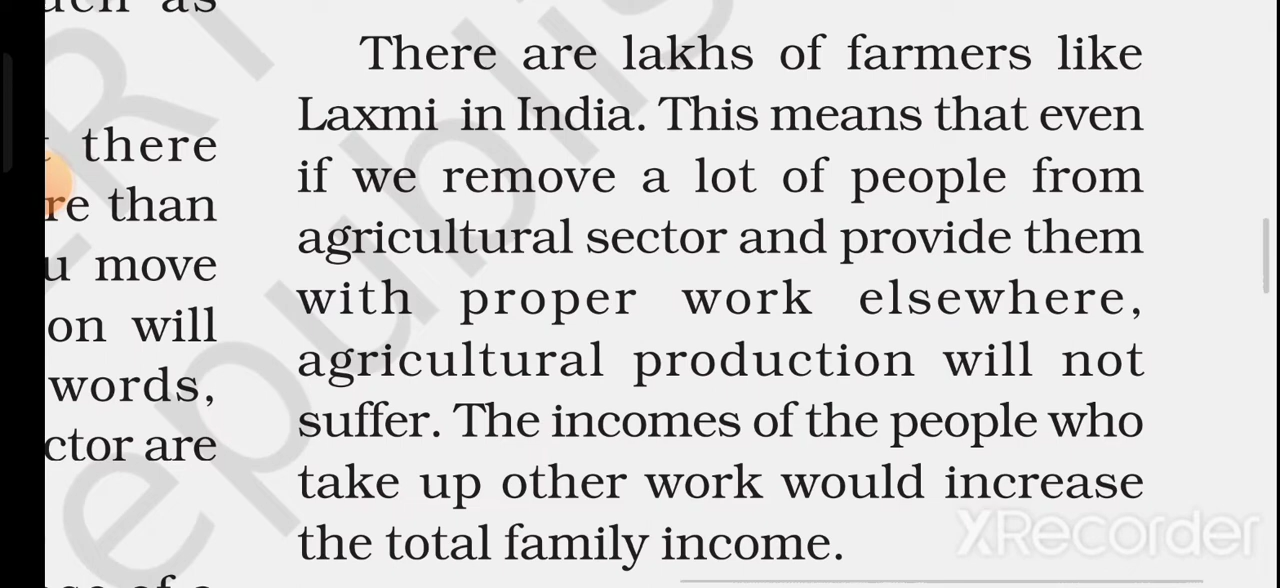 uch as
there
re than
u move
on will
words,
ctor are
There are lakhs of farmers like
Laxmi in India. This means that even
if we remove a lot of people from
agricultural sector and provide them
with proper work elsewhere,
agricultural production will not
suffer. The incomes of the people who
take up other work would increase
the total family income.
XRecorder